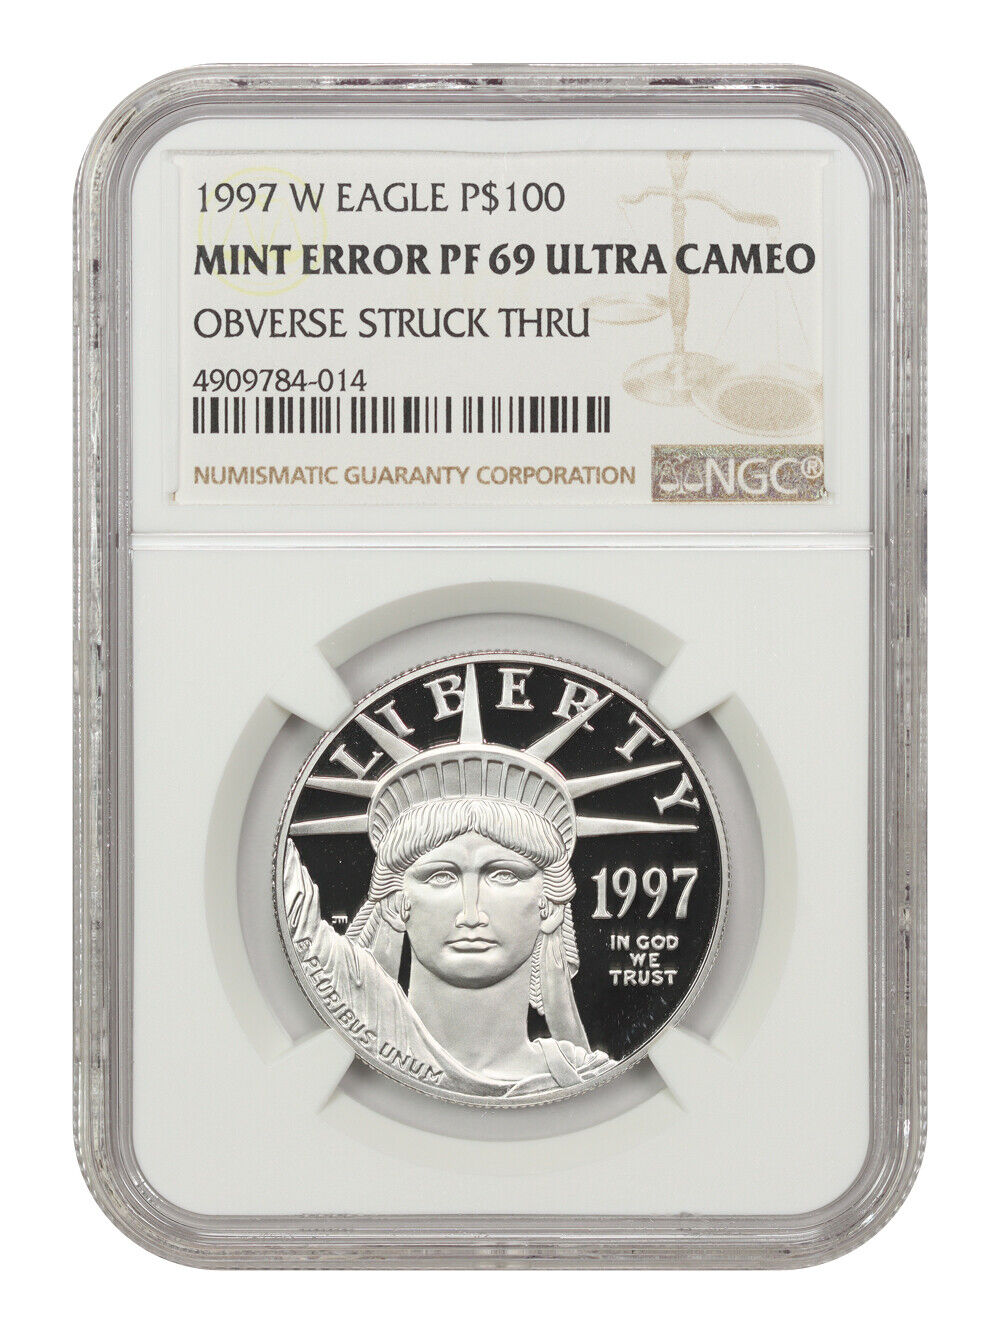 1997 W EAGLE P$100
MINT ERROR PF 69 ULTRA CAMEO
OBVERSE STRUCK THRU
4909784-014
NUMISMATIC GUARANTY CORPORATION
NGC®
LIBERTY
1997
IN GOD
WE
TRUST
E PLURIBUS UNUM